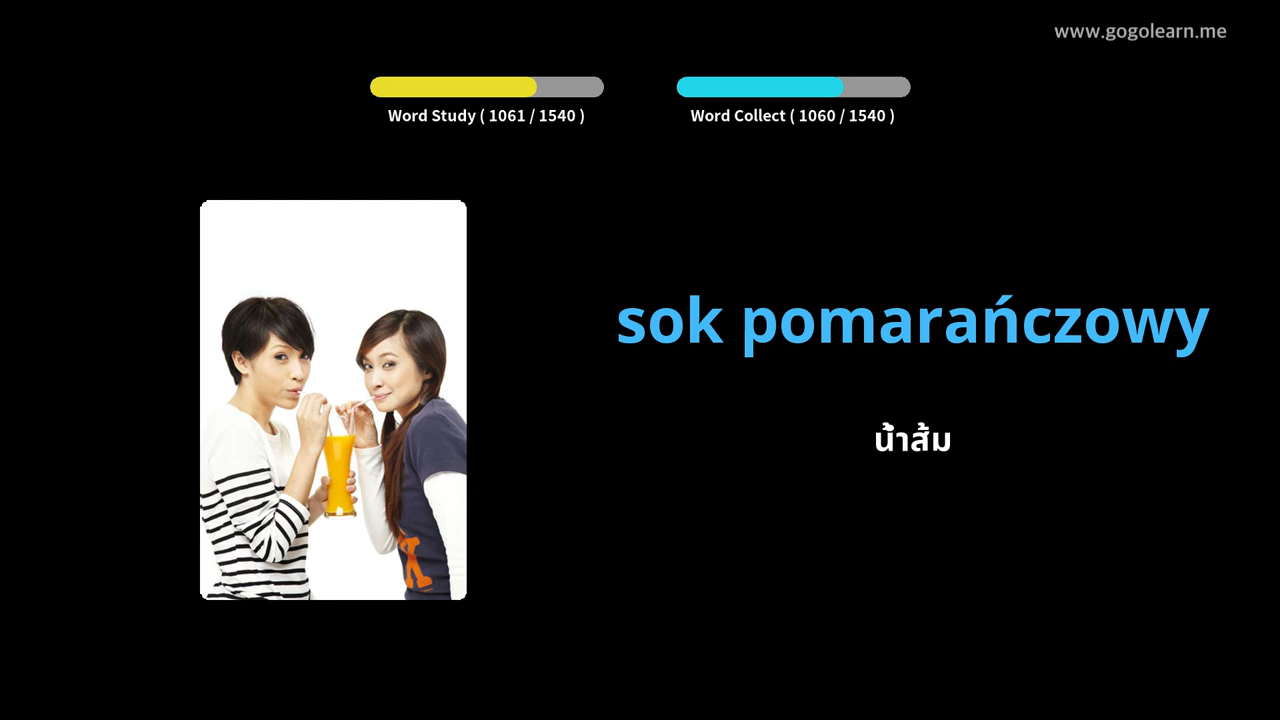 www.gogolearn.me
Word Study ( 1061 / 1540 )
Word Collect ( 1060 / 1540 )
sok pomarańczowy
น้ำส้ม